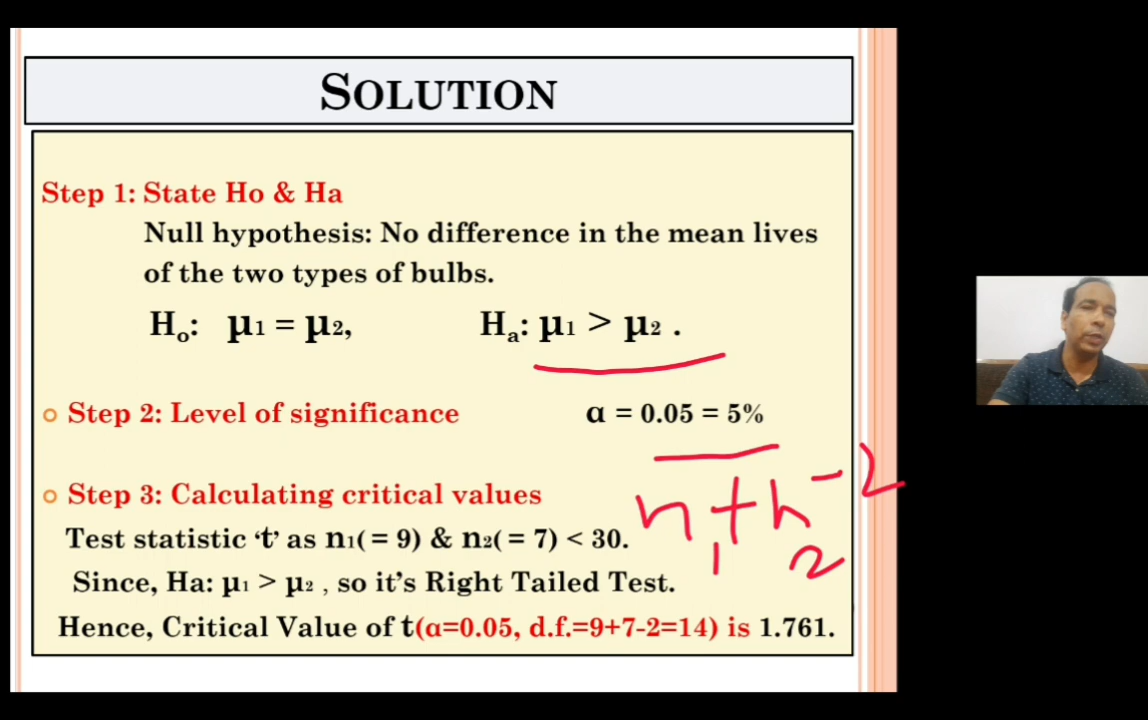 SOLUTION
Step 1: State Ho & Ha
Null hypothesis: No difference in the mean lives
of the two types of bulbs.
Ho: µ1 = µ2, Ha: µ1 > µ2 .
Step 2: Level of significance α = 0.05 = 5%
Step 3: Calculating critical values
n1+n2-2
Test statistic ‘t’ as n1( = 9) & n2( = 7) < 30.
Since, Ha: µ1 > µ2 , so it’s Right Tailed Test.
Hence, Critical Value of t(α=0.05, d.f.=9+7-2=14) is 1.761.